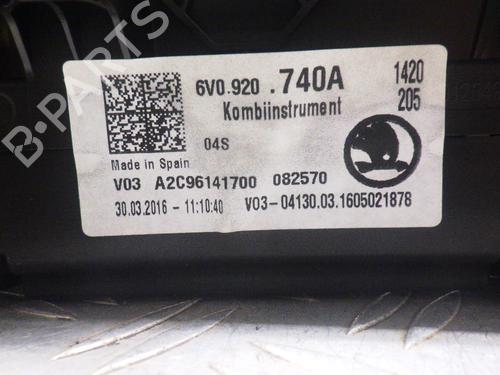 6V0.920 .740A 1420
Kombiinstrument 205
04S
Made in Spain
V03 A2C96141700 082570
30.03.2016 - 11:10:40 V03-04130.03.1605021878
B-PARTS